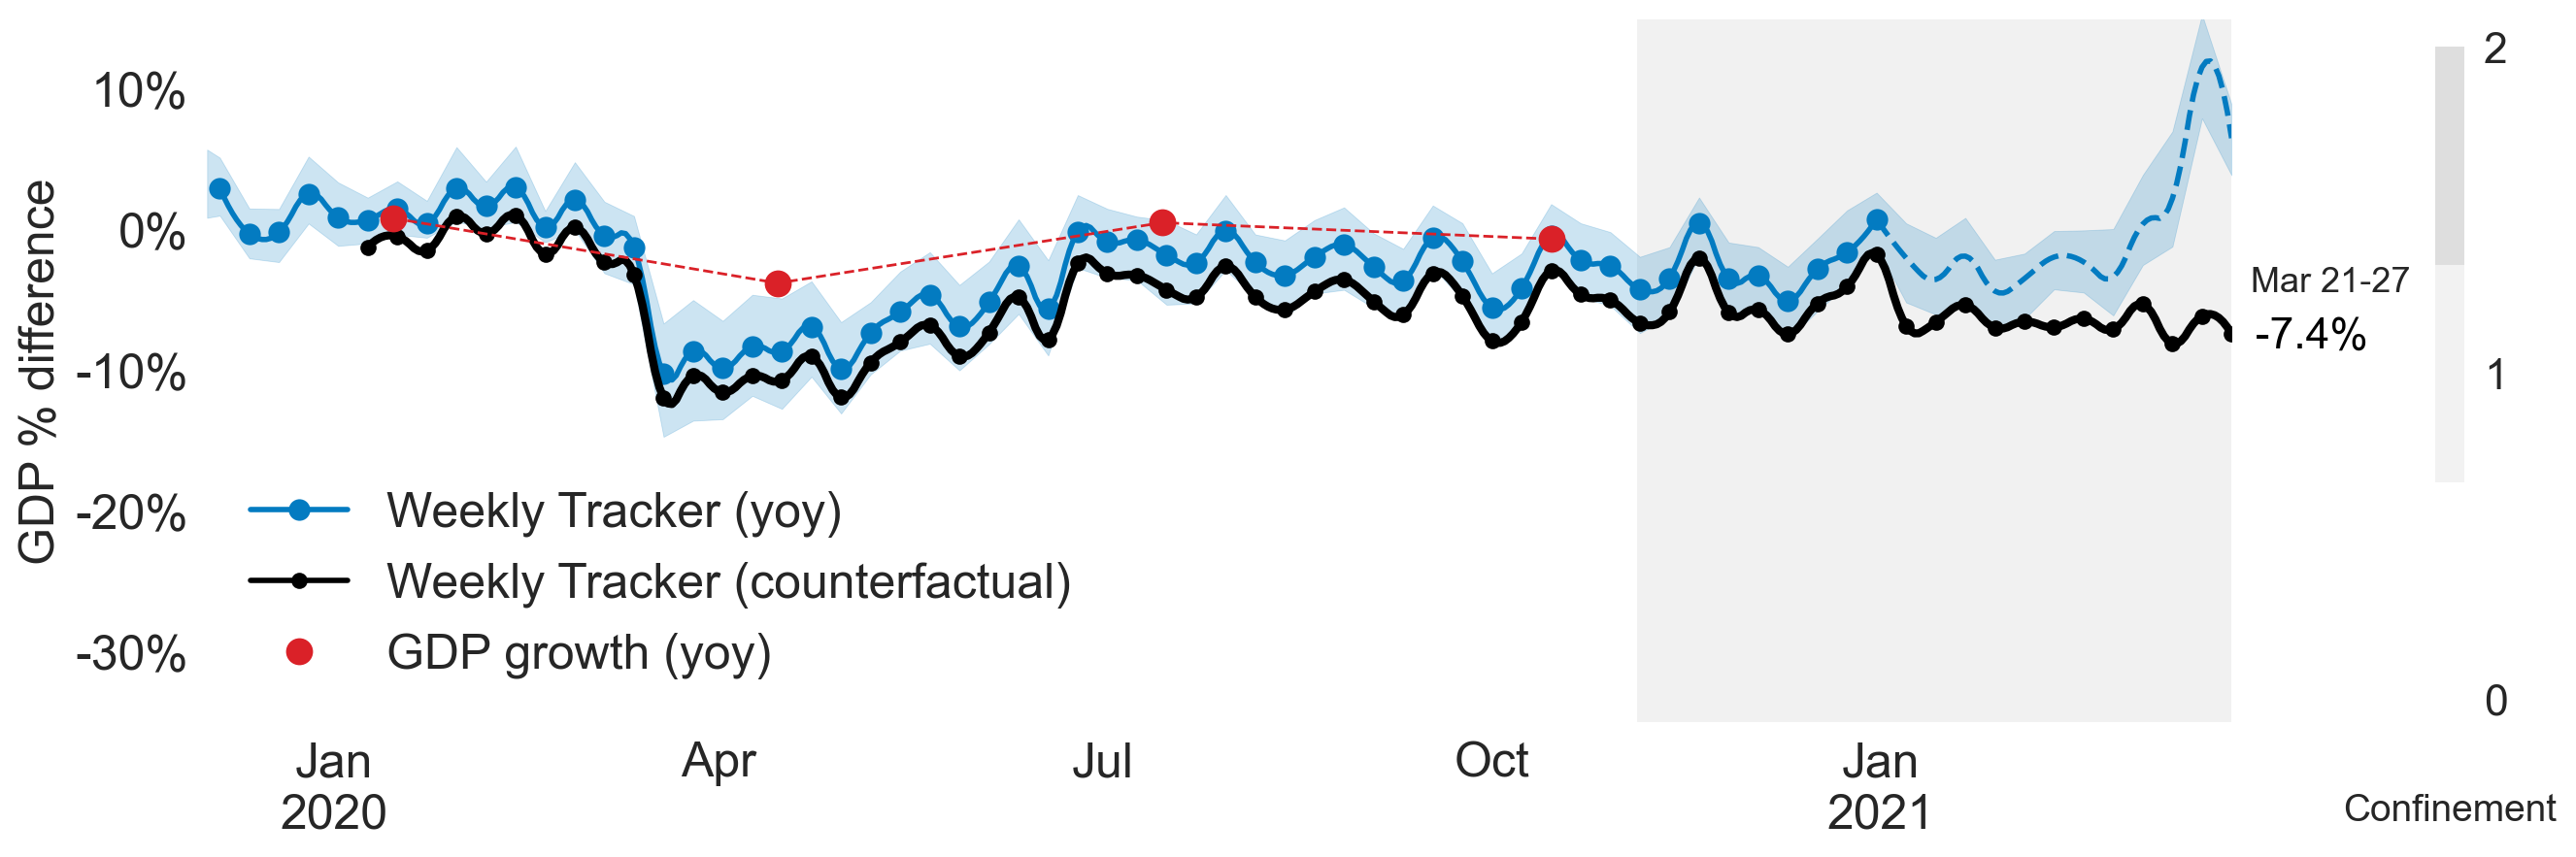 GDP % difference
10%
0%
-10%
-20%
-30%
Weekly Tracker (yoy)
Weekly Tracker (counterfactual)
GDP growth (yoy)
Jan
2020
Apr
Jul
Oct
Jan
2021
Mar 21-27
-7.4%
2
1
0
Confinement